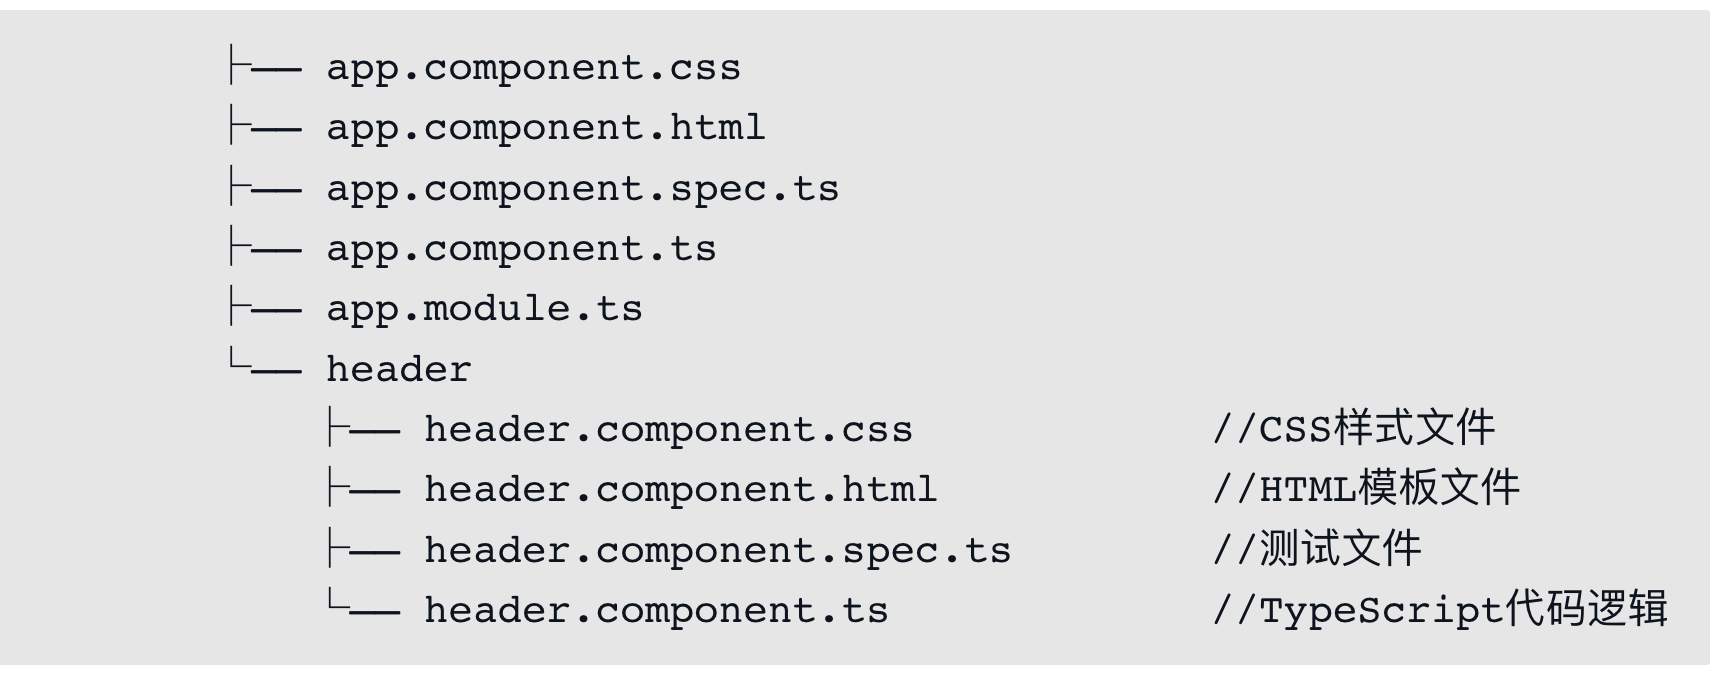 ├── app.component.css
├── app.component.html
├── app.component.spec.ts
├── app.component.ts
├── app.module.ts
└── header
    ├── header.component.css            //CSS样式文件
    ├── header.component.html           //HTML模板文件
    ├── header.component.spec.ts        //测试文件
    └── header.component.ts             //TypeScript代码逻辑